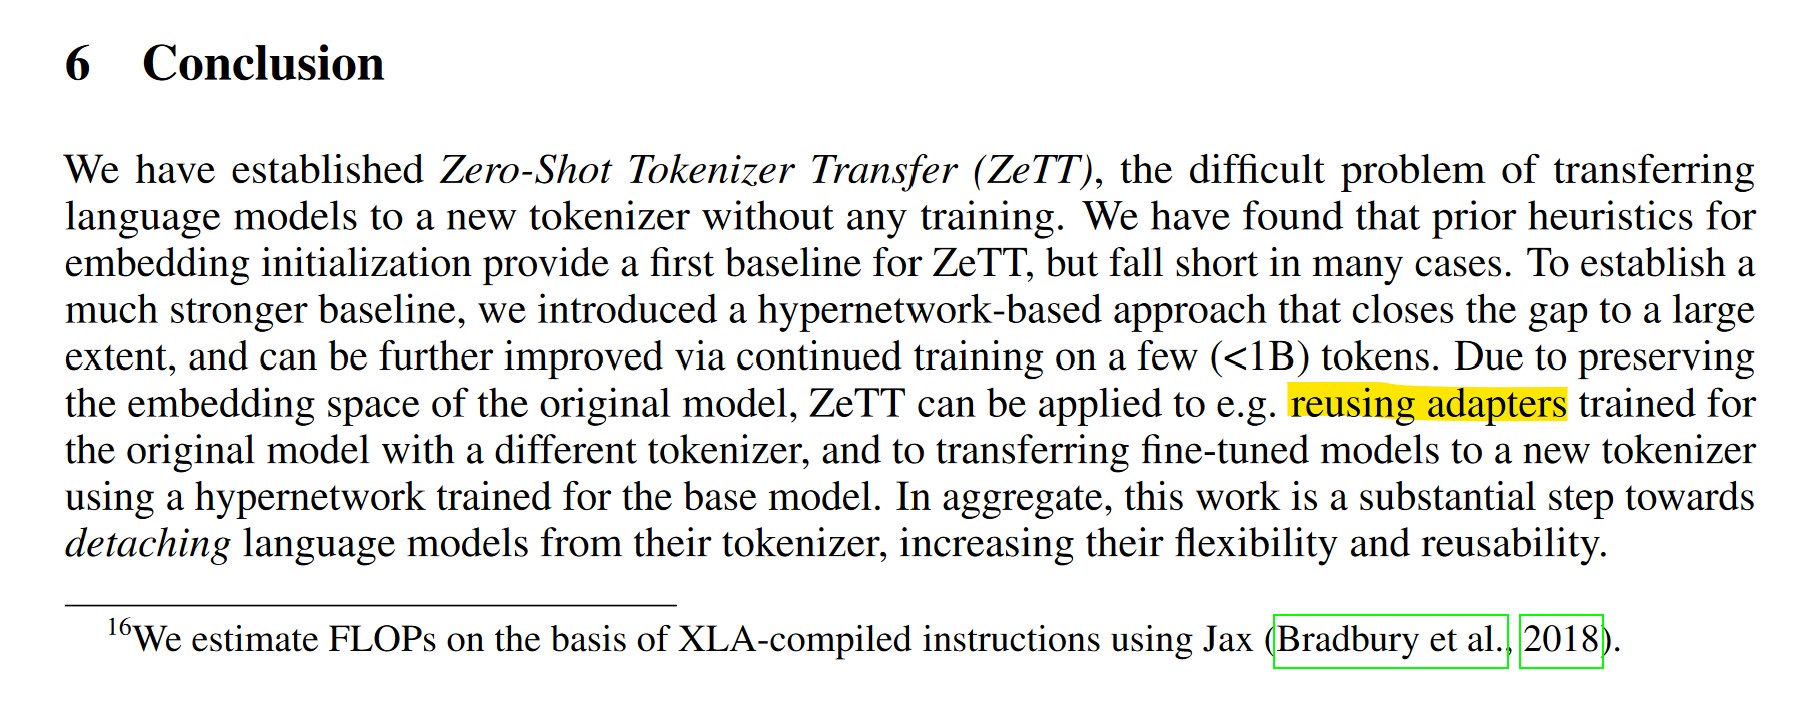 6 Conclusion
We have established Zero-Shot Tokenizer Transfer (ZeTT), the difficult problem of transferring
language models to a new tokenizer without any training. We have found that prior heuristics for
embedding initialization provide a first baseline for ZeTT, but fall short in many cases. To establish a
much stronger baseline, we introduced a hypernetwork-based approach that closes the gap to a large
extent, and can be further improved via continued training on a few (<1B) tokens. Due to preserving
the embedding space of the original model, ZeTT can be applied to e.g. reusing adapters trained for
the original model with a different tokenizer, and to transferring fine-tuned models to a new tokenizer
using a hypernetwork trained for the base model. In aggregate, this work is a substantial step towards
detaching language models from their tokenizer, increasing their flexibility and reusability.
16We estimate FLOPs on the basis of XLA-compiled instructions using Jax (Bradbury et al., 2018).